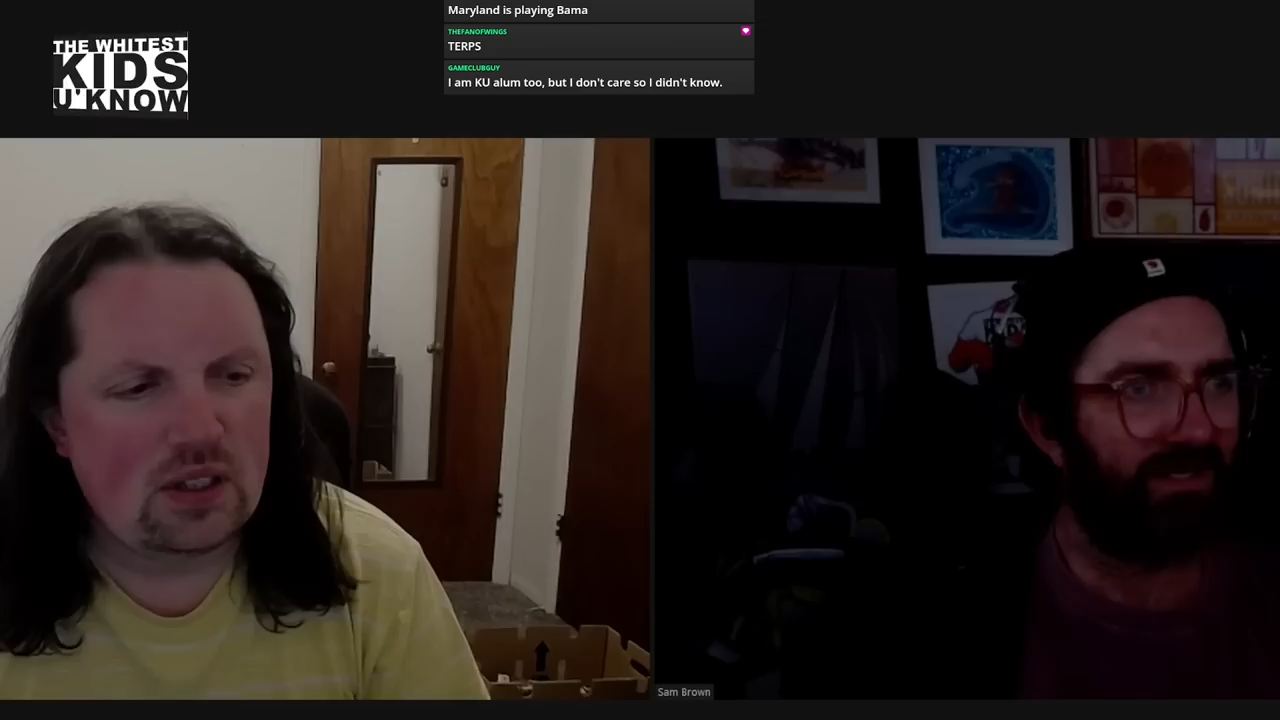 THE WHITEST
KIDS
U'KNOW
Maryland is playing Bama
THEFANOFWINGS
TERPS
GAMECLUBGUY
I am KU alum too, but I don't care so I didn't know.
Sam Brown